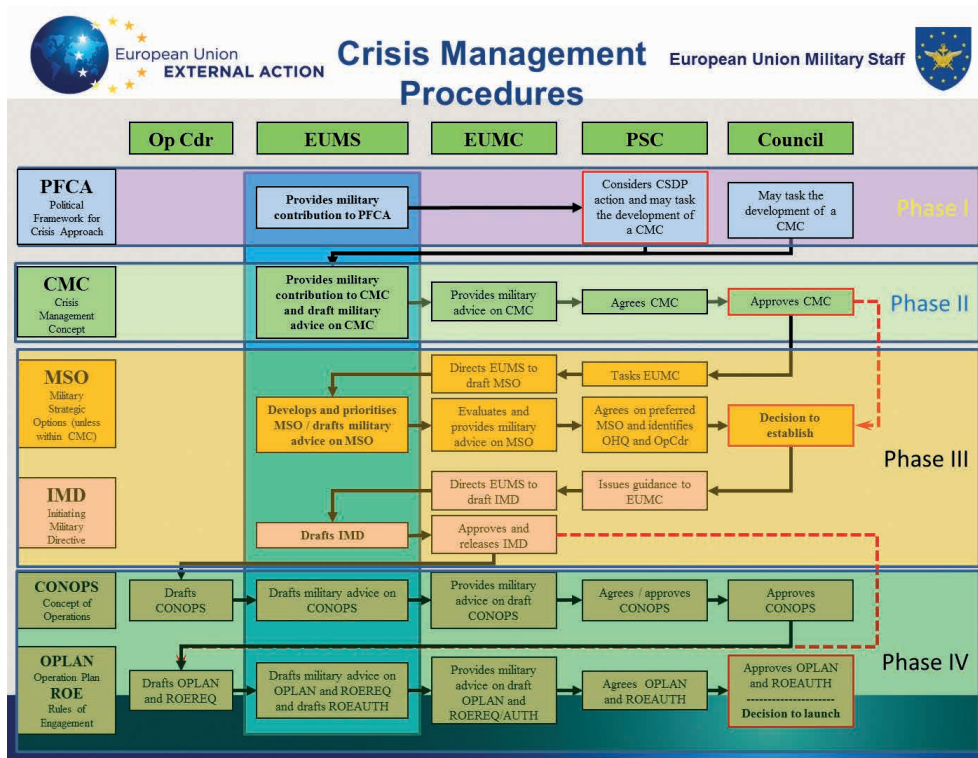 European Union
EXTERNAL ACTION
Crisis Management
Procedures
European Union Military Staff
Op Cdr
EUMS
EUMC
PSC
Council
PFCA
Political
Framework for
Crisis Approach
Provides military
contribution to PFCA
Considers CSDP
action and may task
the development of
a CMC
May task the
development of a
CMC
Phase I
CMC
Crisis
Management
Concept
Provides military
contribution to CMC
and draft military
advice on CMC
Provides military
advice on CMC
Agrees CMC
Approves CMC
Phase II
MSO
Military
Strategic
Options (unless
within CMC)
Directs EUMS to
draft MSO
Tasks EUMC
Develops and prioritises
MSO / drafts military
advice on MSO
Evaluates and
provides military
advice on MSO
Agrees on preferred
MSO and identifies
OHQ and OpCdr
Decision to
establish
Phase III
IMD
Initiating
Military
Directive
Directs EUMS to
draft IMD
Issues guidance to
EUMC
Drafts IMD
Approves and
releases IMD
CONOPS
Concept of
Operations
Drafts
CONOPS
Drafts military advice on
CONOPS
Provides military
advice on draft
CONOPS
Agrees / approves
CONOPS
Approves
CONOPS
Phase IV
OPLAN
Operation Plan
ROE
Rules of
Engagement
Drafts OPLAN
and ROEREQ
Drafts military advice on
OPLAN and ROEREQ
and drafts ROEAUTH
Provides military
advice on draft
OPLAN and
ROEREQ/AUTH
Agrees OPLAN
and ROEAUTH
Approves OPLAN
and ROEAUTH
--------------------
Decision to launch